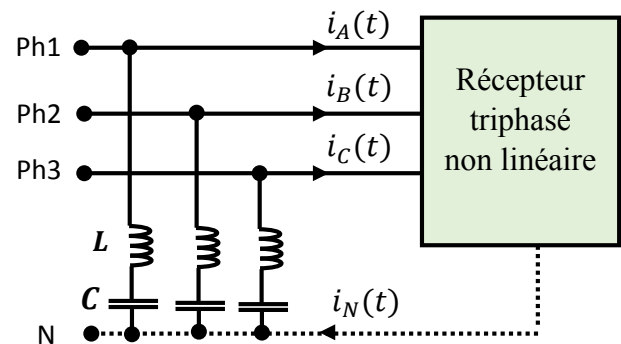 Ph1
i_A(t)
Ph2
i_B(t)
Ph3
i_C(t)
Récepteur
triphasé
non linéaire
L
C
i_N(t)
N